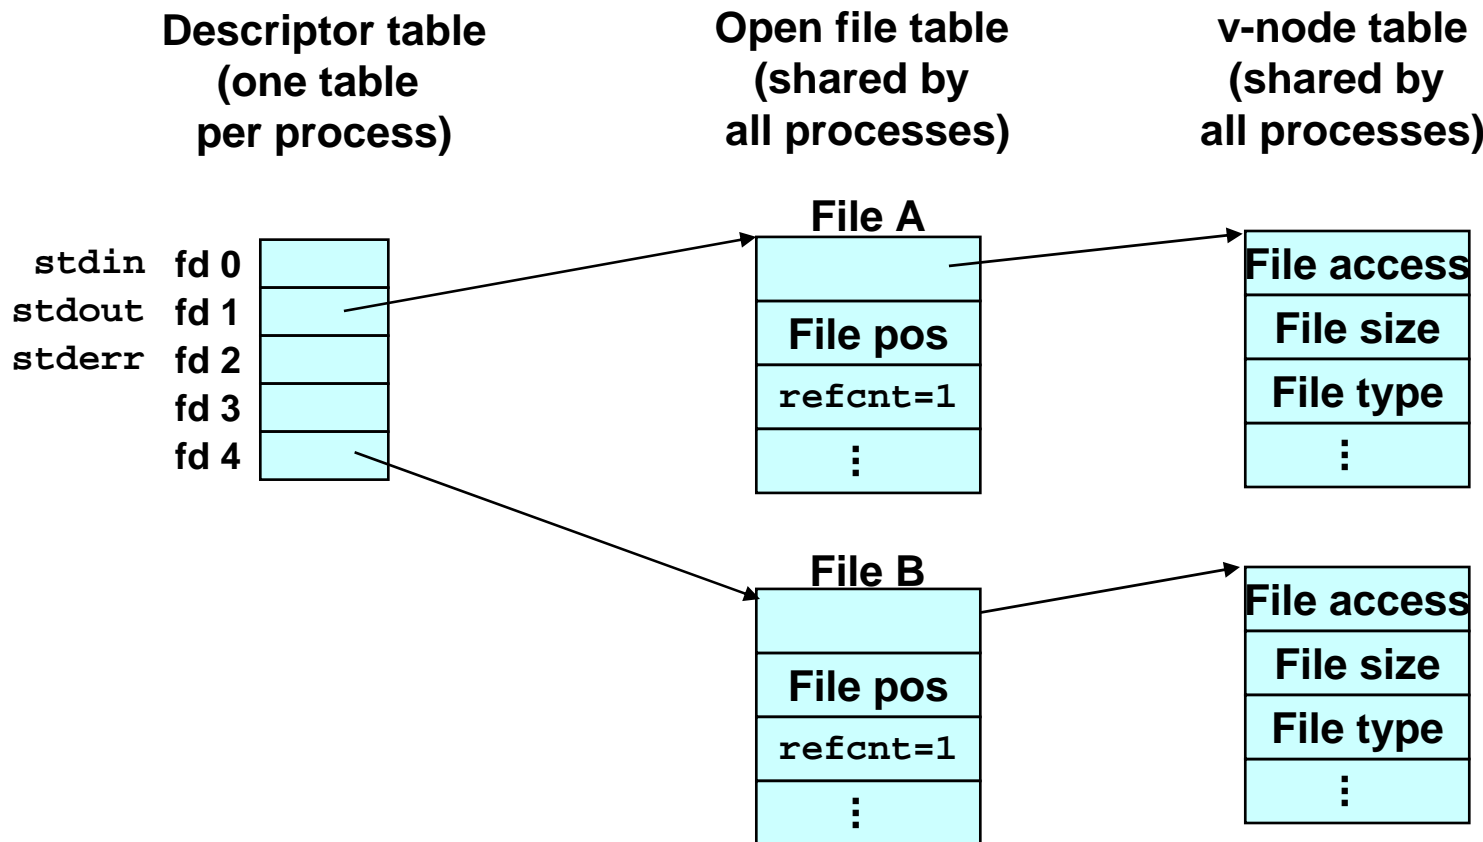 Descriptor table
(one table
per process)
Open file table
(shared by
all processes)
v-node table
(shared by
all processes)
stdin fd 0
stdout fd 1
stderr fd 2
fd 3
fd 4
File A
File pos
refcnt=1
⋮
File access
File size
File type
⋮
File B
File pos
refcnt=1
⋮
File access
File size
File type
⋮